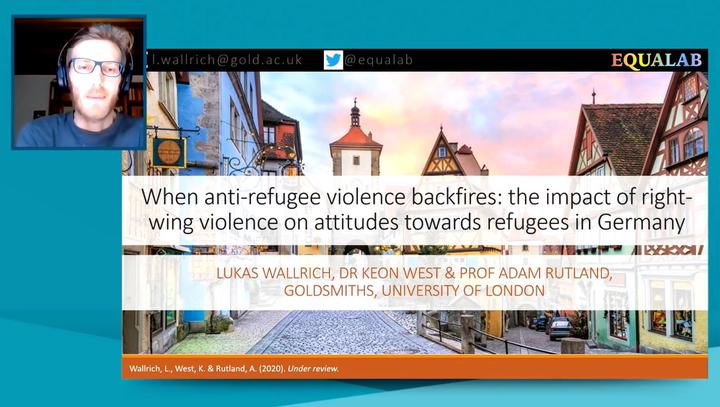 l.wallrich@gold.ac.uk @equalab EQUALAB
When anti-refugee violence backfires: the impact of right-
wing violence on attitudes towards refugees in Germany
LUKAS WALLRICH, DR KEON WEST & PROF ADAM RUTLAND,
GOLDSMITHS, UNIVERSITY OF LONDON
Wallrich, L., West, K. & Rutland, A. (2020). Under review.